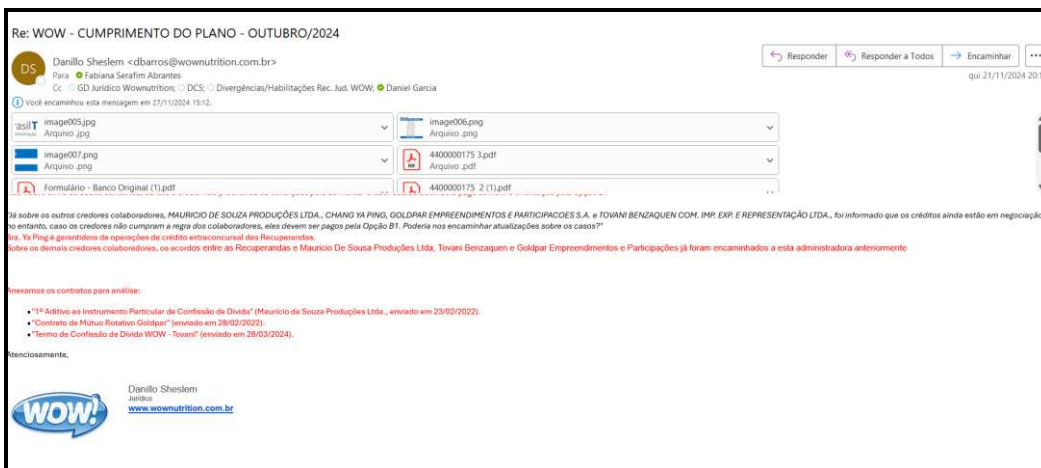 Re: WOW - CUMPRIMENTO DO PLANO - OUTUBRO/2024
DS
Danillo Sheslem <dbarros@wownutrition.com.br>
Para Fabiana Serafim Abrantes
Cc GD Jurídico Wownutrition; DCS; Divergências/Habilitações Rec. Jud. WOW; Daniel Garcia
Responder
Responder a Todos
Encaminhar
qui 21/11/2024 20:1
Você encaminhou esta mensagem em 27/11/2024 15:12.
asilT
image005.jpg
Arquivo .jpg
image006.png
Arquivo .png
image007.png
Arquivo .png
4400000175 3.pdf
Arquivo .pdf
Formulário - Banco Original (1).pdf
4400000175 2 (1).pdf
"Já sobre os outros credores colaboradores, MAURICIO DE SOUZA PRODUÇÕES LTDA., CHANG YA PING, GOLDPAR EMPREENDIMENTOS E PARTICIPACOES S.A. e TOVANI BENZAQUEN COM. IMP. EXP. E REPRESENTAÇÃO LTDA., foi informado que os créditos ainda estão em negociação,
no entanto, caso os credores não cumpram a regra dos colaboradores, eles devem ser pagos pela Opção B1. Poderia nos encaminhar atualizações sobre os casos?"
Sra. Ya Ping é garantidora de operações de crédito extraconcursal das Recuperandas.
Sobre os demais credores colaboradores, os acordos entre as Recuperandas e Mauricio De Sousa Produções Ltda, Tovani Benzaquen e Goldpar Empreendimentos e Participações já foram encaminhados a esta administradora anteriormente
Anexamos os contratos para análise:
• "1º Aditivo ao Instrumento Particular de Confissão de Dívida" (Maurício de Souza Produções Ltda., enviado em 23/02/2022).
• "Contrato de Mútuo Rotativo Goldpar" (enviado em 28/02/2022).
• "Termo de Confissão de Dívida WOW - Tovani" (enviado em 28/03/2024).
Atenciosamente,
WOW!
Danillo Sheslem
Jurídico
www.wownutrition.com.br